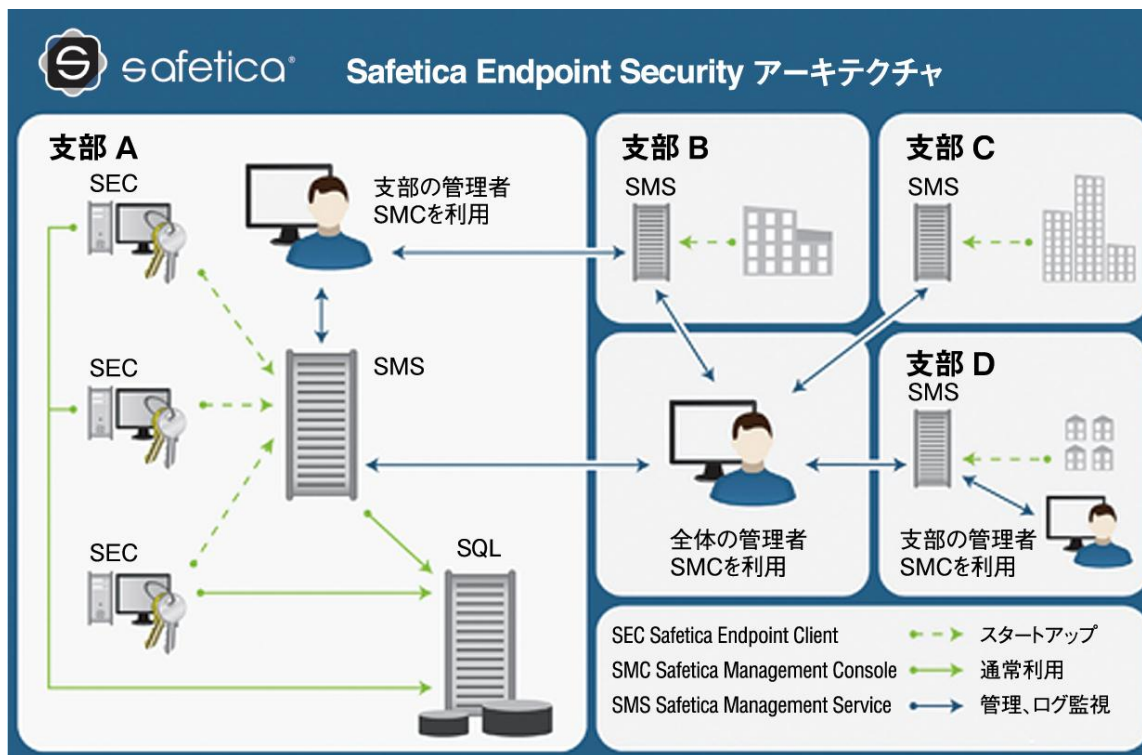 safetica®
Safetica Endpoint Security アーキテクチャ
支部 A
SEC
支部の管理者
SMCを利用
SEC
SMS
SEC
SQL
支部 B
SMS
支部 C
SMS
全体の管理者
SMCを利用
支部 D
SMS
支部の管理者
SMCを利用
SEC Safetica Endpoint Client
スタートアップ
SMC Safetica Management Console
通常利用
SMS Safetica Management Service
管理、ログ監視